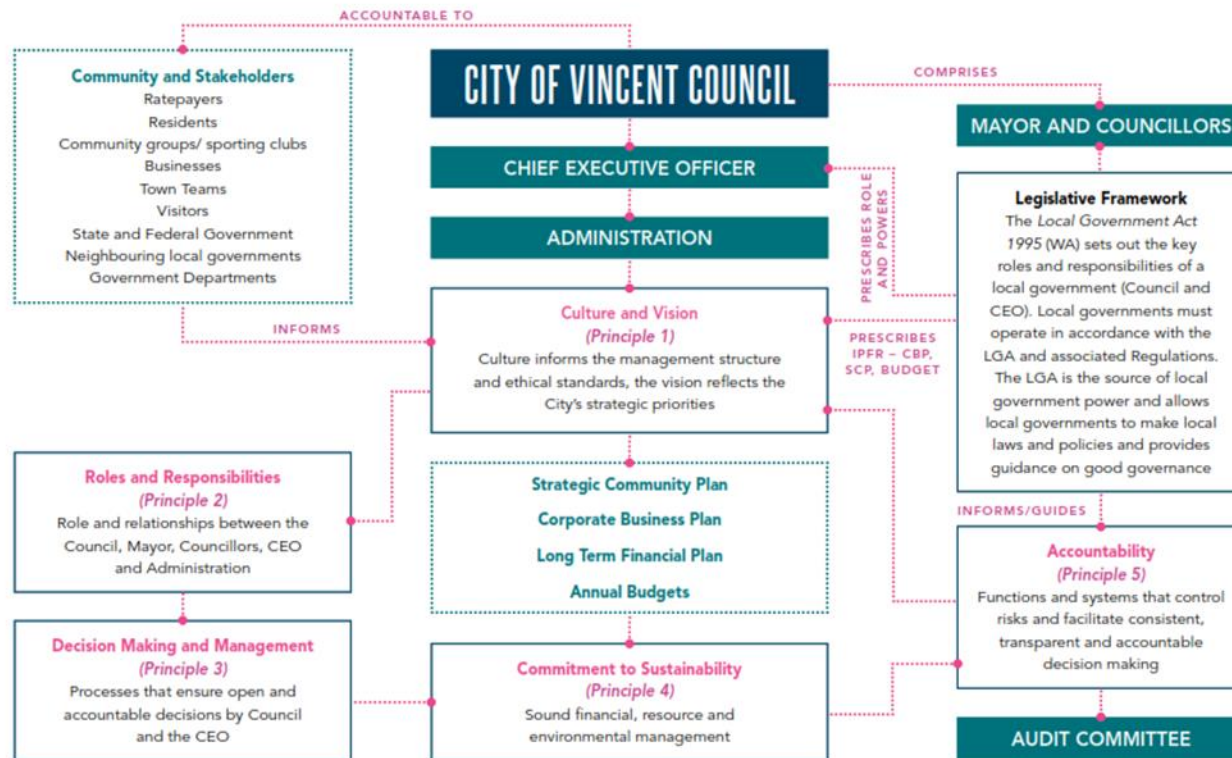 ACCOUNTABLE TO
Community and Stakeholders
Ratepayers
Residents
Community groups/ sporting clubs
Businesses
Town Teams
Visitors
State and Federal Government
Neighbouring local governments
Government Departments
CITY OF VINCENT COUNCIL
COMPRISES
MAYOR AND COUNCILLORS
CHIEF EXECUTIVE OFFICER
ADMINISTRATION
PRESCRIBES ROLE
AND POWERS
Legislative Framework
The Local Government Act
1995 (WA) sets out the key
roles and responsibilities of a
local government (Council and
CEO). Local governments must
operate in accordance with the
LGA and associated Regulations.
The LGA is the source of local
government power and allows
local governments to make local
laws and policies and provides
guidance on good governance
INFORMS
Culture and Vision
(Principle 1)
Culture informs the management structure
and ethical standards, the vision reflects the
City's strategic priorities
PRESCRIBES
IPFR – CBP,
SCP, BUDGET
Roles and Responsibilities
(Principle 2)
Role and relationships between the
Council, Mayor, Councillors, CEO
and Administration
Strategic Community Plan
Corporate Business Plan
Long Term Financial Plan
Annual Budgets
INFORMS/GUIDES
Accountability
(Principle 5)
Functions and systems that control
risks and facilitate consistent,
transparent and accountable
decision making
Decision Making and Management
(Principle 3)
Processes that ensure open and
accountable decisions by Council
and the CEO
Commitment to Sustainability
(Principle 4)
Sound financial, resource and
environmental management
AUDIT COMMITTEE